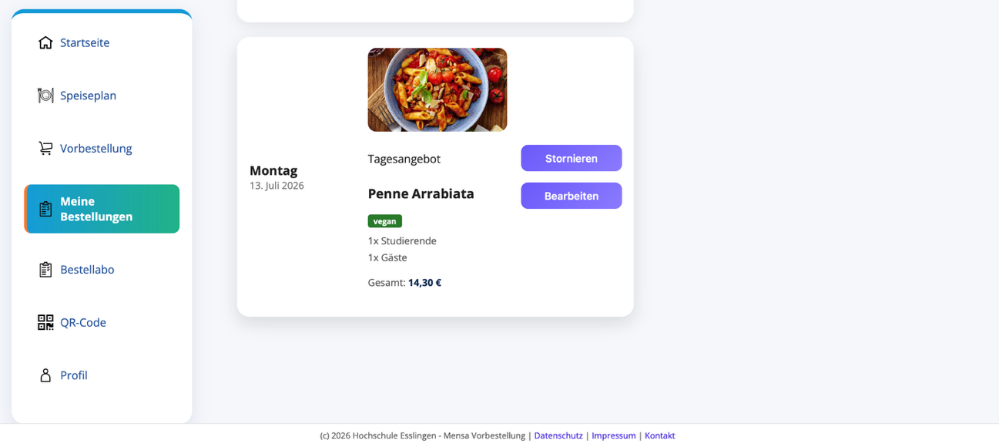 Startseite
Speiseplan
Vorbestellung
Meine
Bestellungen
Bestellabo
QR-Code
Profil
Montag
13. Juli 2026
Tagesangebot
Penne Arrabiata
vegan
1x Studierende
1x Gäste
Gesamt: 14,30 €
Stornieren
Bearbeiten
(c) 2026 Hochschule Esslingen - Mensa Vorbestellung | Datenschutz | Impressum | Kontakt